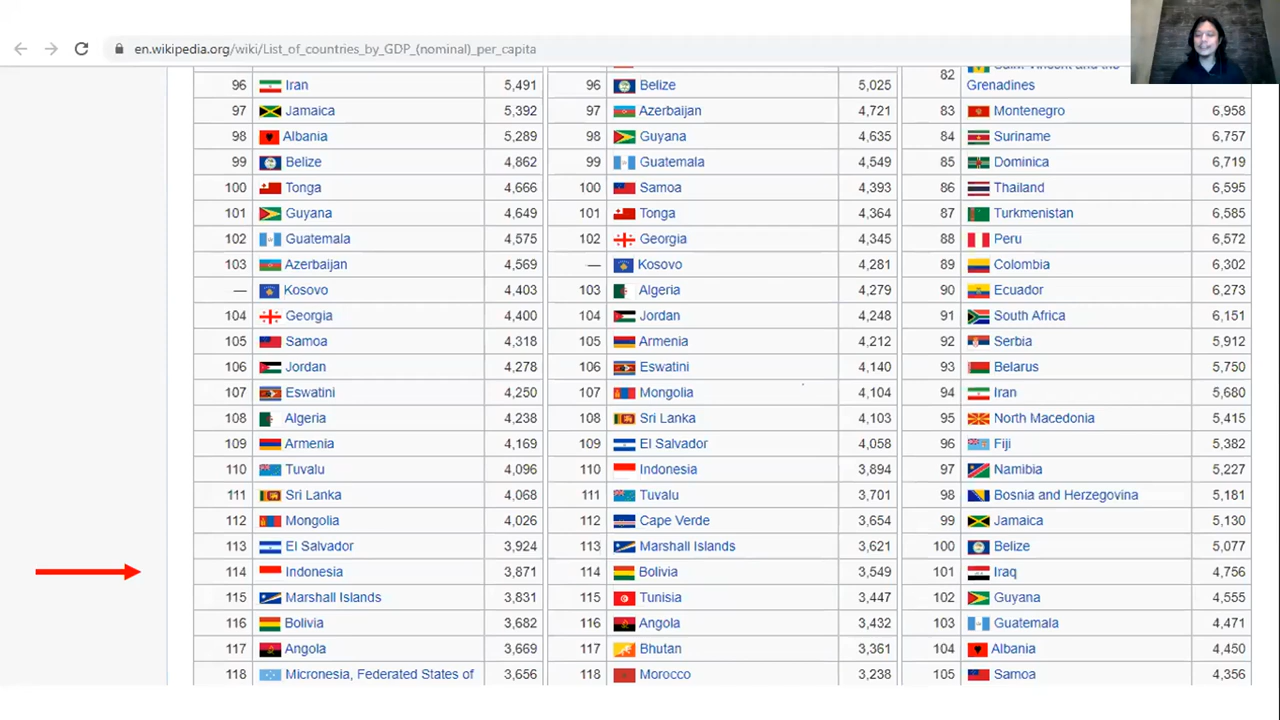 en.wikipedia.org/wiki/List_of_countries_by_GDP_(nominal)_per_capita
96 Iran 5,491
97 Jamaica 5,392
98 Albania 5,289
99 Belize 4,862
100 Tonga 4,666
101 Guyana 4,649
102 Guatemala 4,575
103 Azerbaijan 4,569
— Kosovo 4,403
104 Georgia 4,400
105 Samoa 4,318
106 Jordan 4,278
107 Eswatini 4,250
108 Algeria 4,238
109 Armenia 4,169
110 Tuvalu 4,096
111 Sri Lanka 4,068
112 Mongolia 4,026
113 El Salvador 3,924
114 Indonesia 3,871
115 Marshall Islands 3,831
116 Bolivia 3,682
117 Angola 3,669
118 Micronesia, Federated States of 3,656
96 Belize 5,025
97 Azerbaijan 4,721
98 Guyana 4,635
99 Guatemala 4,549
100 Samoa 4,393
101 Tonga 4,364
102 Georgia 4,345
— Kosovo 4,281
103 Algeria 4,279
104 Jordan 4,248
105 Armenia 4,212
106 Eswatini 4,140
107 Mongolia 4,104
108 Sri Lanka 4,103
109 El Salvador 4,058
110 Indonesia 3,894
111 Tuvalu 3,701
112 Cape Verde 3,654
113 Marshall Islands 3,621
114 Bolivia 3,549
115 Tunisia 3,447
116 Angola 3,432
117 Bhutan 3,361
118 Morocco 3,238
82 Saint Vincent and the
Grenadines
83 Montenegro 6,958
84 Suriname 6,757
85 Dominica 6,719
86 Thailand 6,595
87 Turkmenistan 6,585
88 Peru 6,572
89 Colombia 6,302
90 Ecuador 6,273
91 South Africa 6,151
92 Serbia 5,912
93 Belarus 5,750
94 Iran 5,680
95 North Macedonia 5,415
96 Fiji 5,382
97 Namibia 5,227
98 Bosnia and Herzegovina 5,181
99 Jamaica 5,130
100 Belize 5,077
101 Iraq 4,756
102 Guyana 4,555
103 Guatemala 4,471
104 Albania 4,450
105 Samoa 4,356